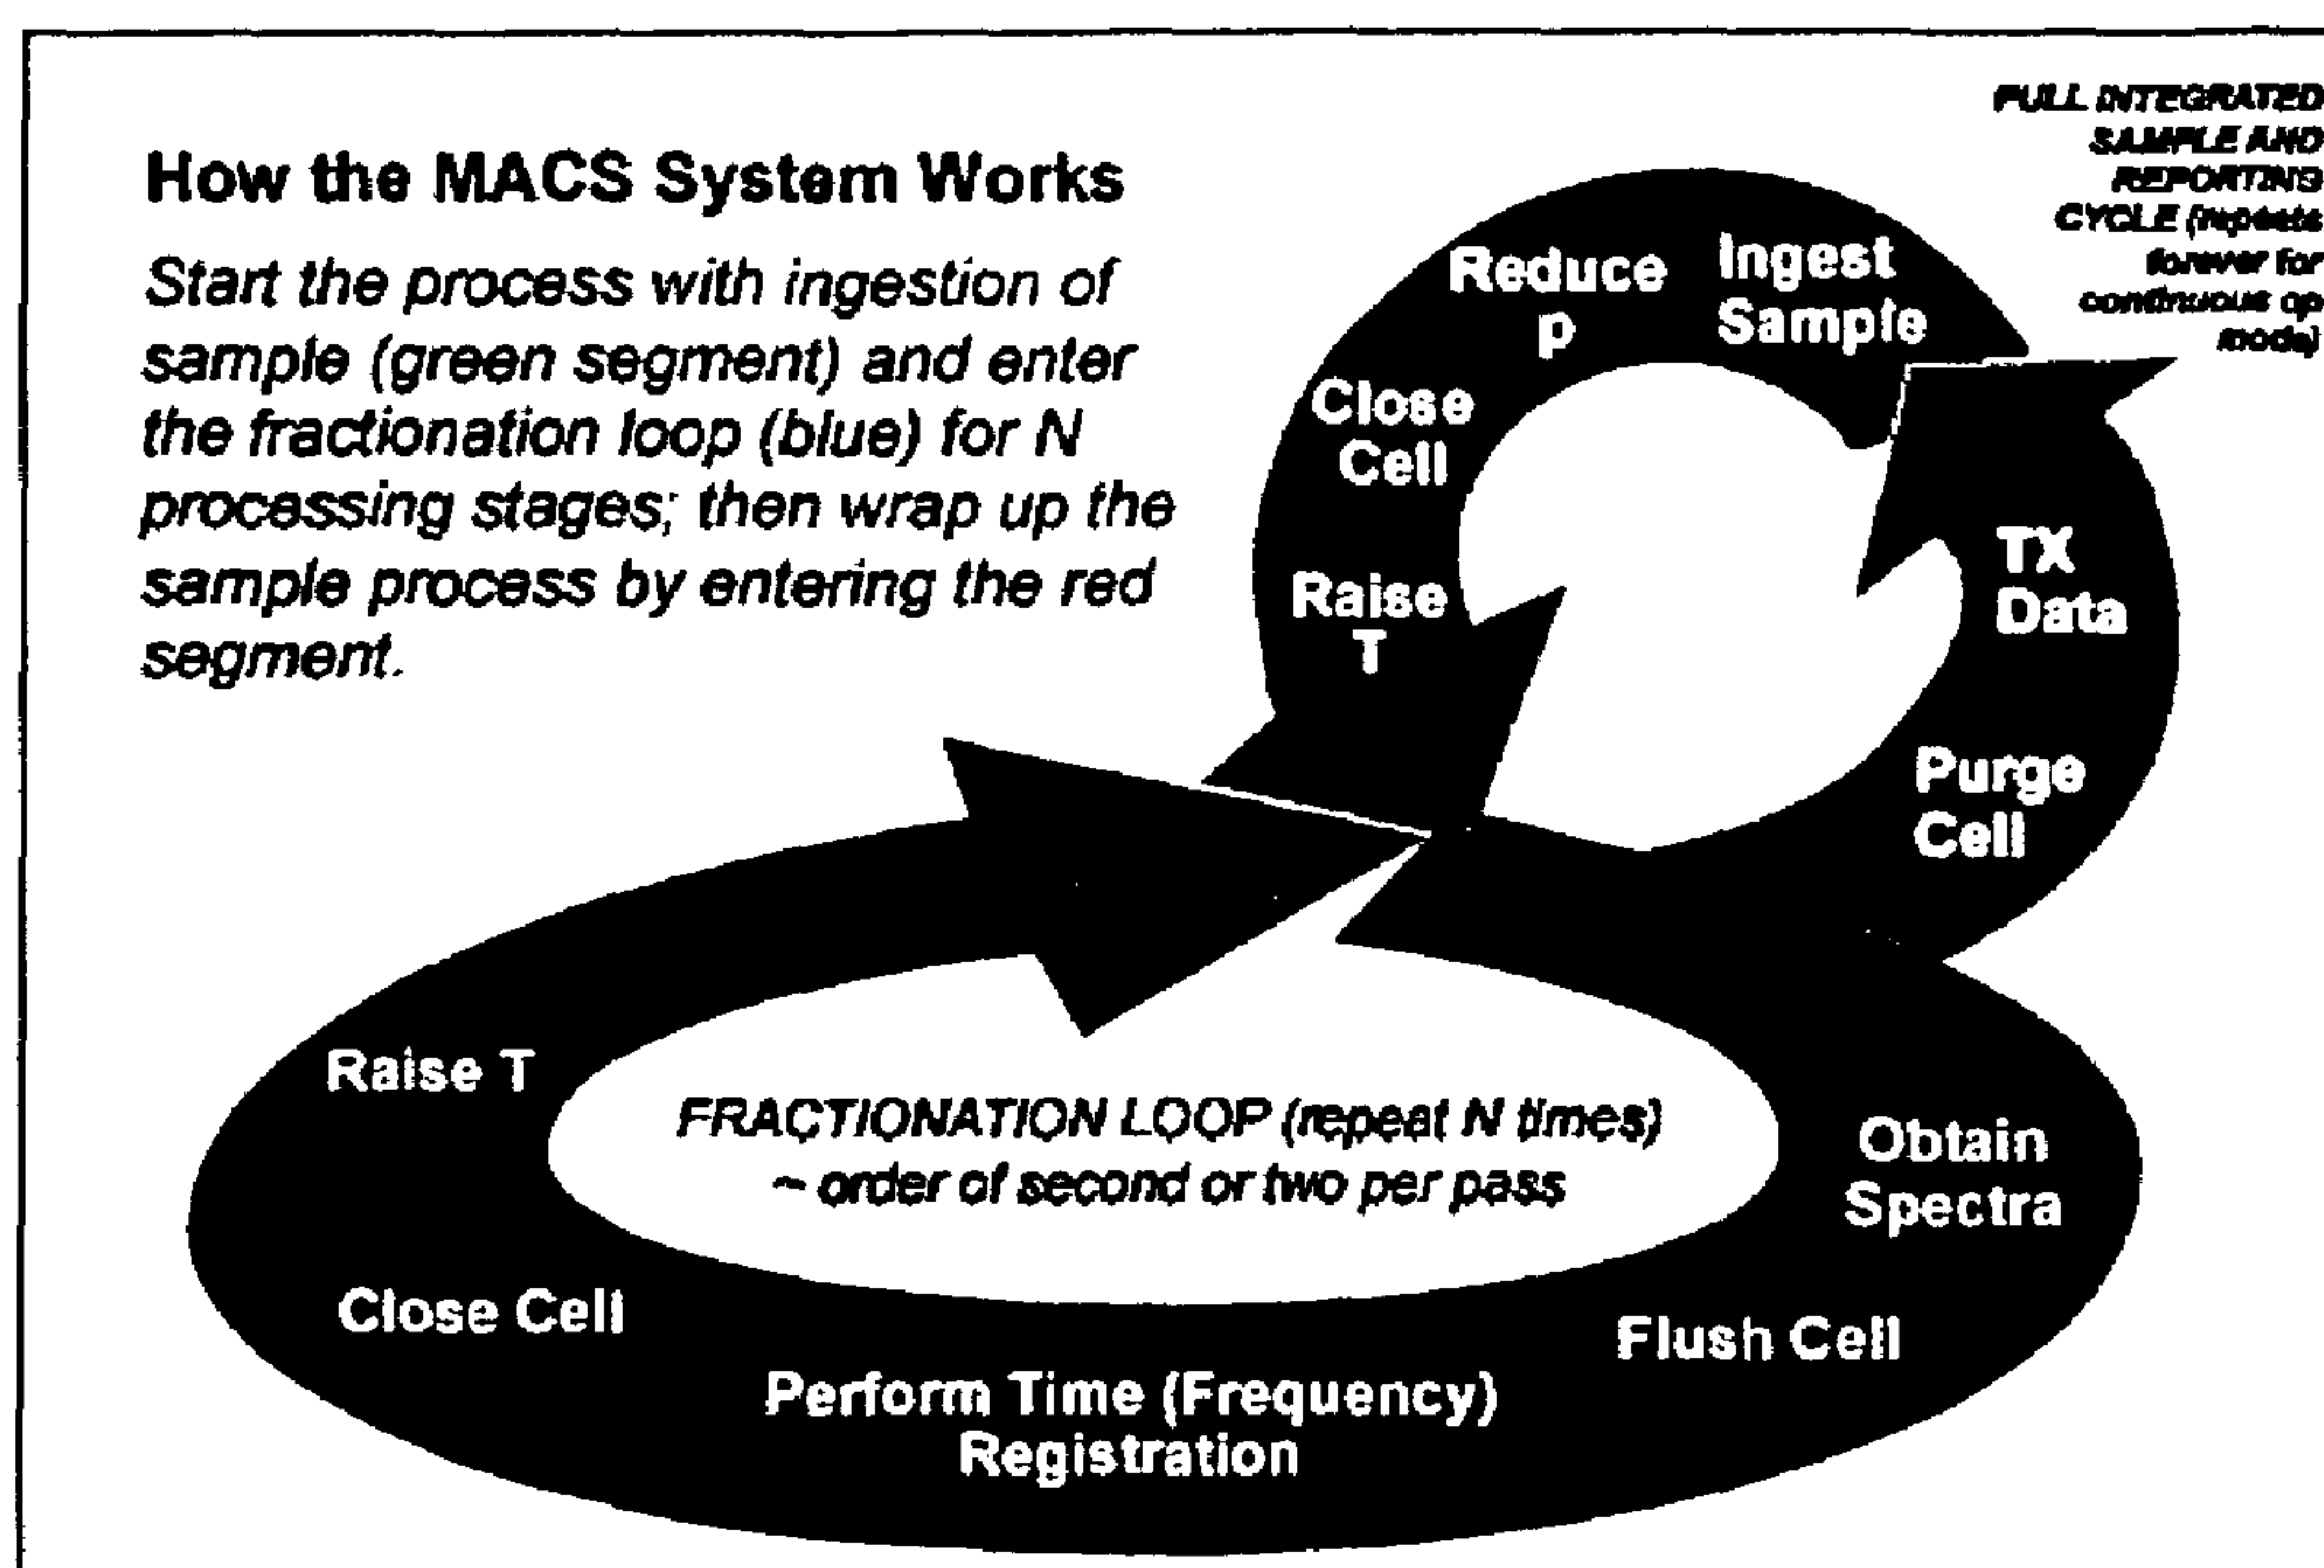 How the MACS System Works
Start the process with ingestion of
sample (green segment) and enter
the fractionation loop (blue) for N
processing stages; then wrap up the
sample process by entering the red
segment.
FULL INTEGRATED
SAMPLE AND
REPORTING
CYCLE (repeats
forever for
continuous op
mode)
Reduce
p
Ingest
Sample
Close
Cell
Raise
T
TX
Data
Purge
Cell
Raise T
FRACTIONATION LOOP (repeat N times)
~ order of second or two per pass
Obtain
Spectra
Close Cell
Flush Cell
Perform Time (Frequency)
Registration